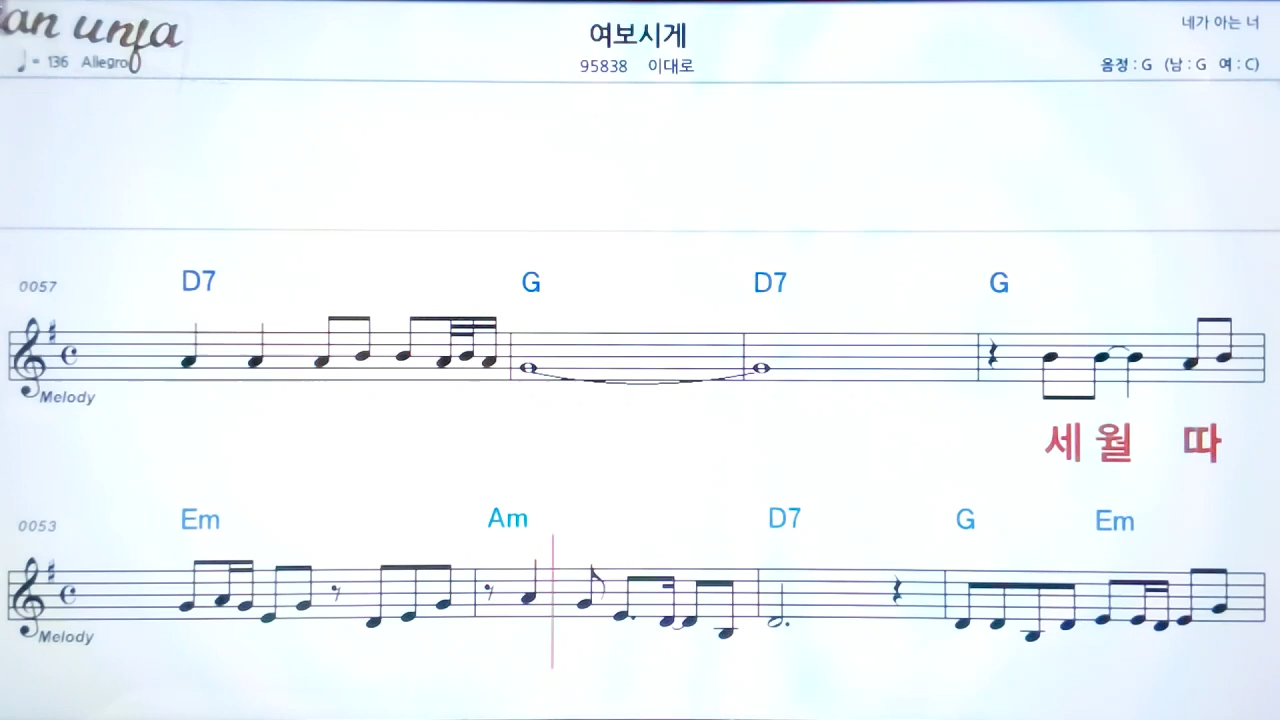 an unfa
여보시게
네가 아는 너
♩ = 136 Allegro
95838 이대로
음정 : G (남 : G 여 : C)
0057 D7 G D7 G
Melody
세 월 따
0053 Em Am D7 G Em
Melody